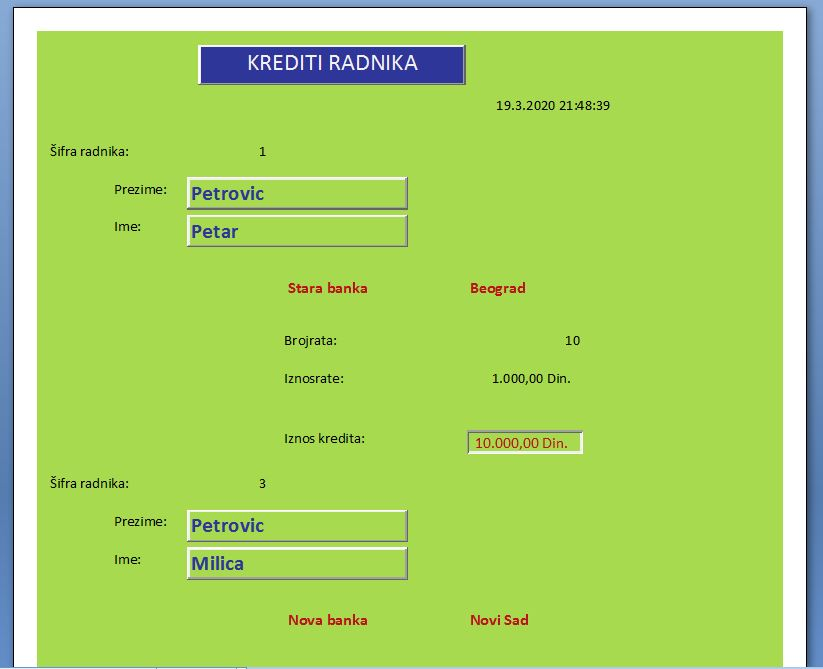 KREDITI RADNIKA
19.3.2020 21:48:39
Šifra radnika: 1
Prezime: Petrovic
Ime: Petar
Stara banka Beograd
Brojrata: 10
Iznosrate: 1.000,00 Din.
Iznos kredita: 10.000,00 Din.
Šifra radnika: 3
Prezime: Petrovic
Ime: Milica
Nova banka Novi Sad